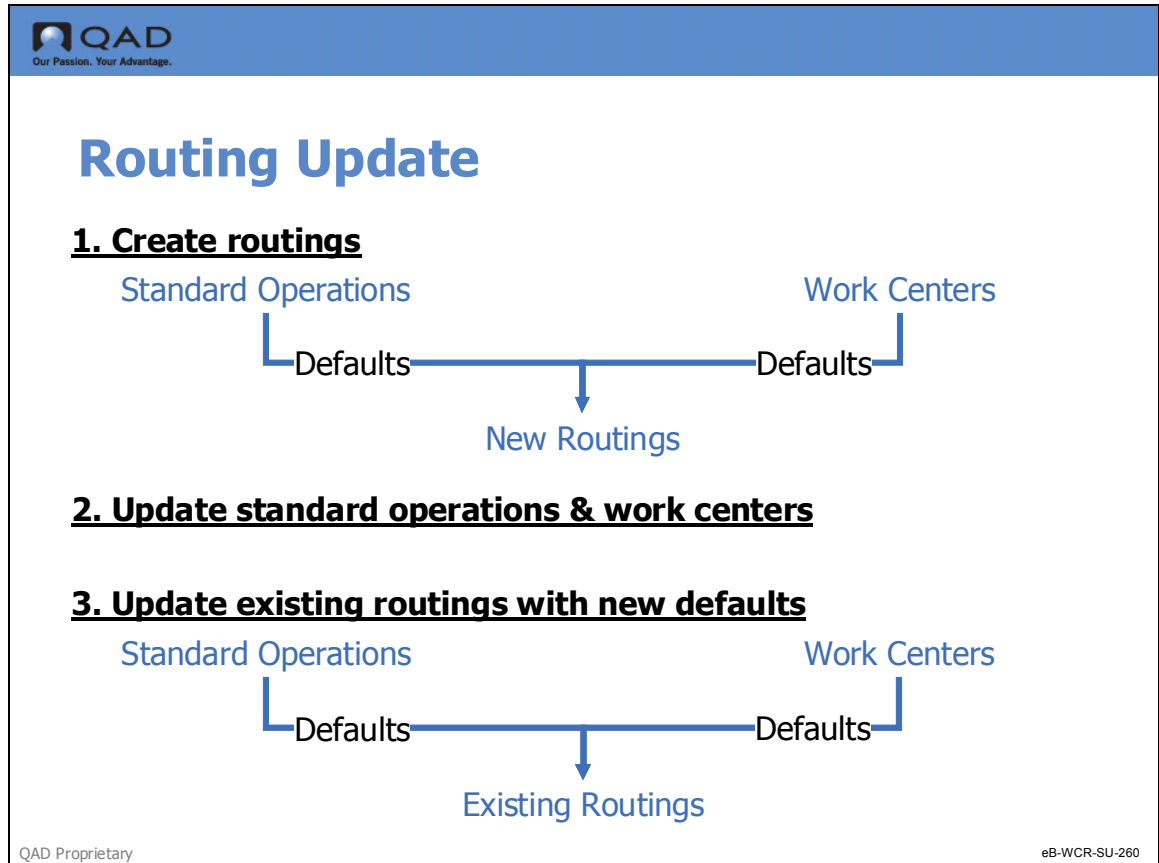 QAD
Our Passion. Your Advantage.
Routing Update
1. Create routings
Standard Operations Work Centers
Defaults Defaults
New Routings
2. Update standard operations & work centers
3. Update existing routings with new defaults
Standard Operations Work Centers
Defaults Defaults
Existing Routings
QAD Proprietary eB-WCR-SU-260